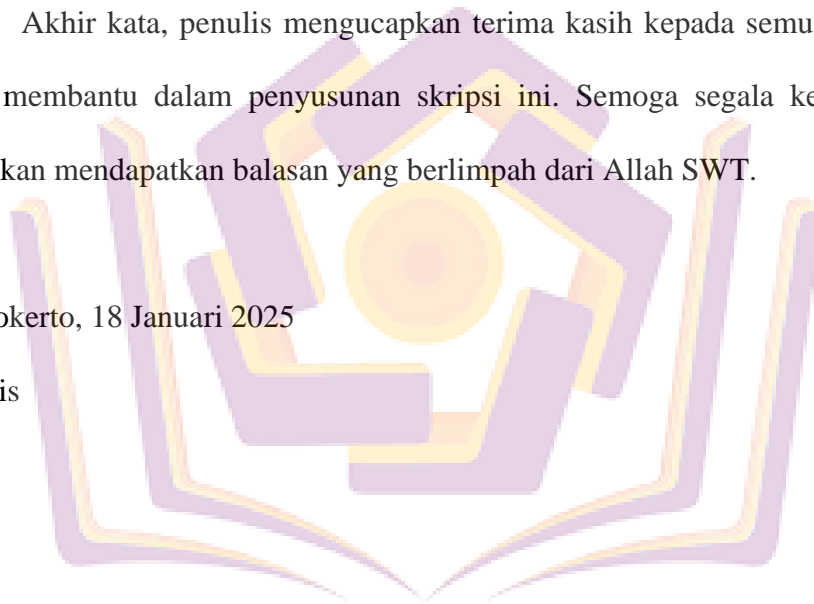 Akhir kata, penulis mengucapkan terima kasih kepada semu
membantu dalam penyusunan skripsi ini. Semoga segala ke
kan mendapatkan balasan yang berlimpah dari Allah SWT.
okerto, 18 Januari 2025
is